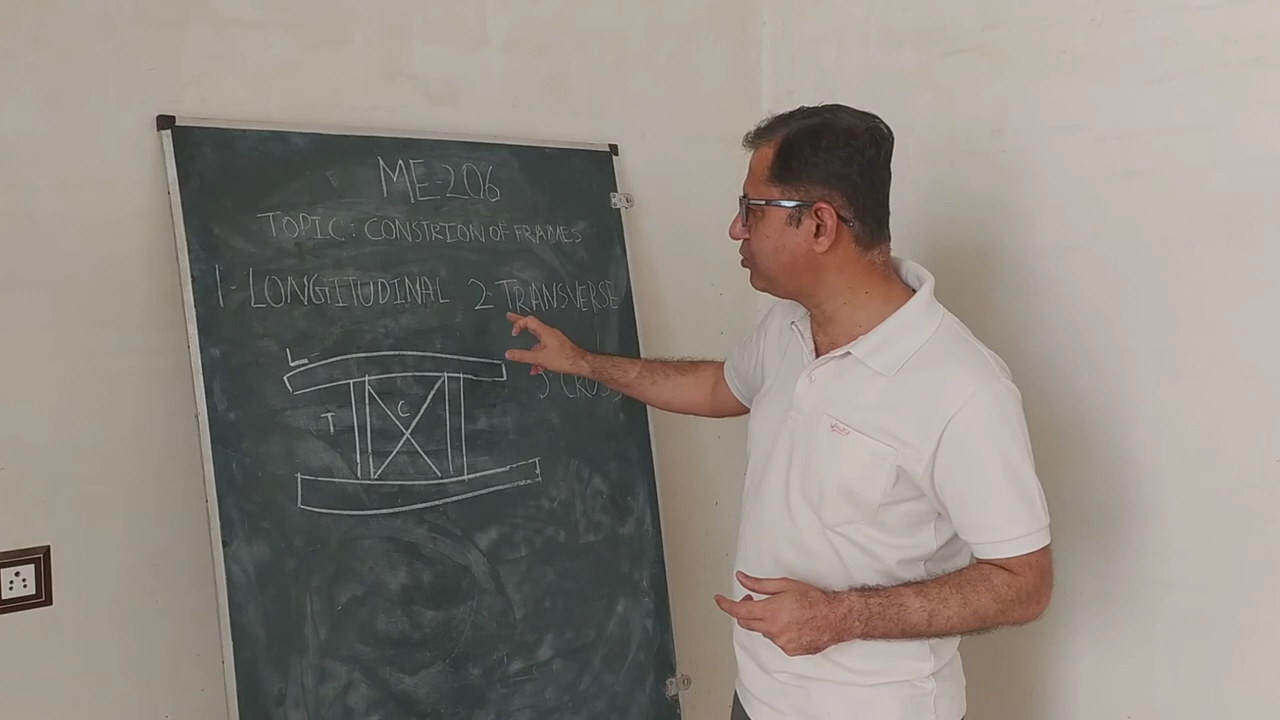 ME-206
TOPIC: CONSTRION OF FRAMES
1- LONGITUDINAL 2- TRANSVERSE
L-
3 CROSS
T
C